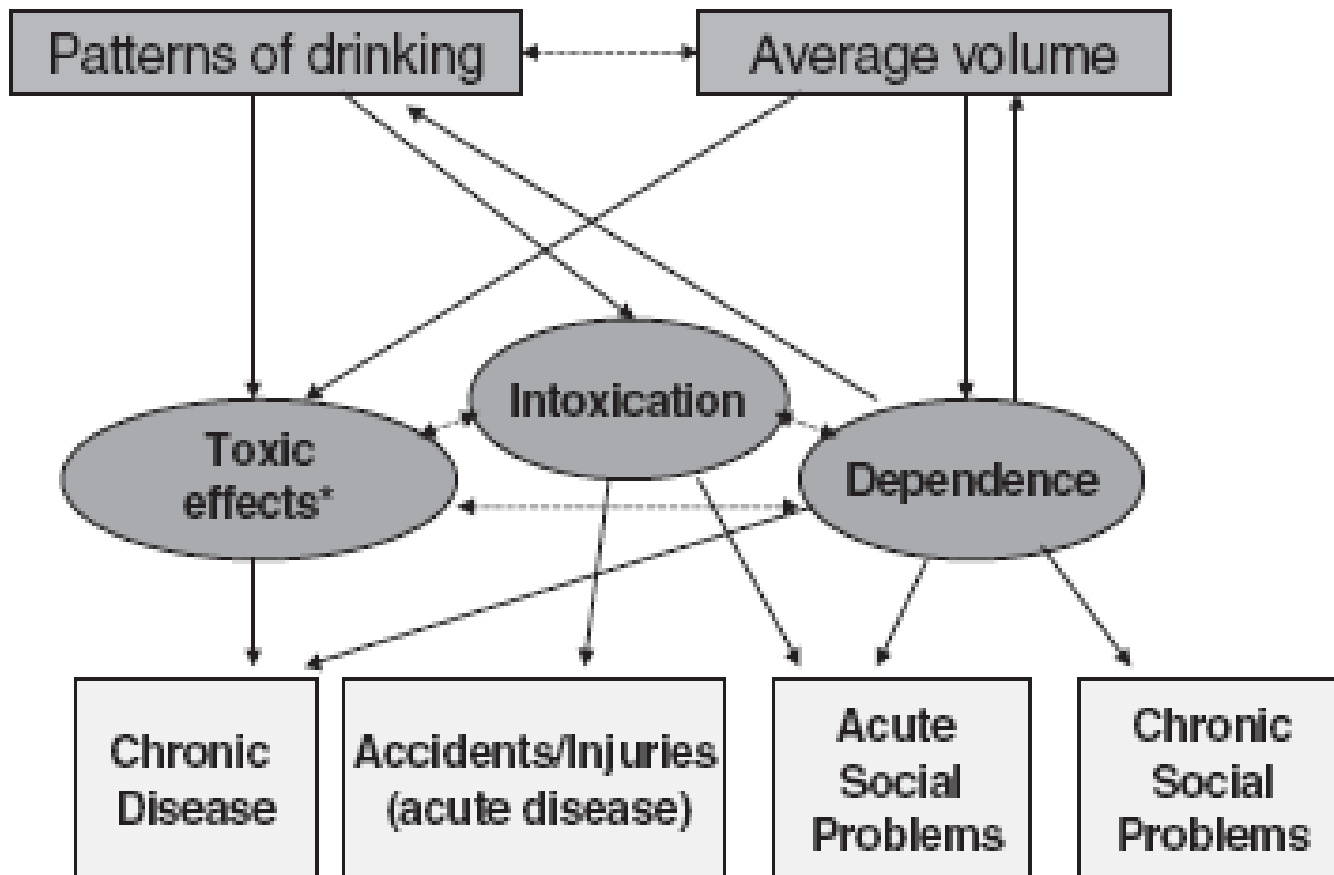 Patterns of drinking
Average volume
Intoxication
Toxic
effects*
Dependence
Chronic
Disease
Accidents/Injuries
(acute disease)
Acute
Social
Problems
Chronic
Social
Problems